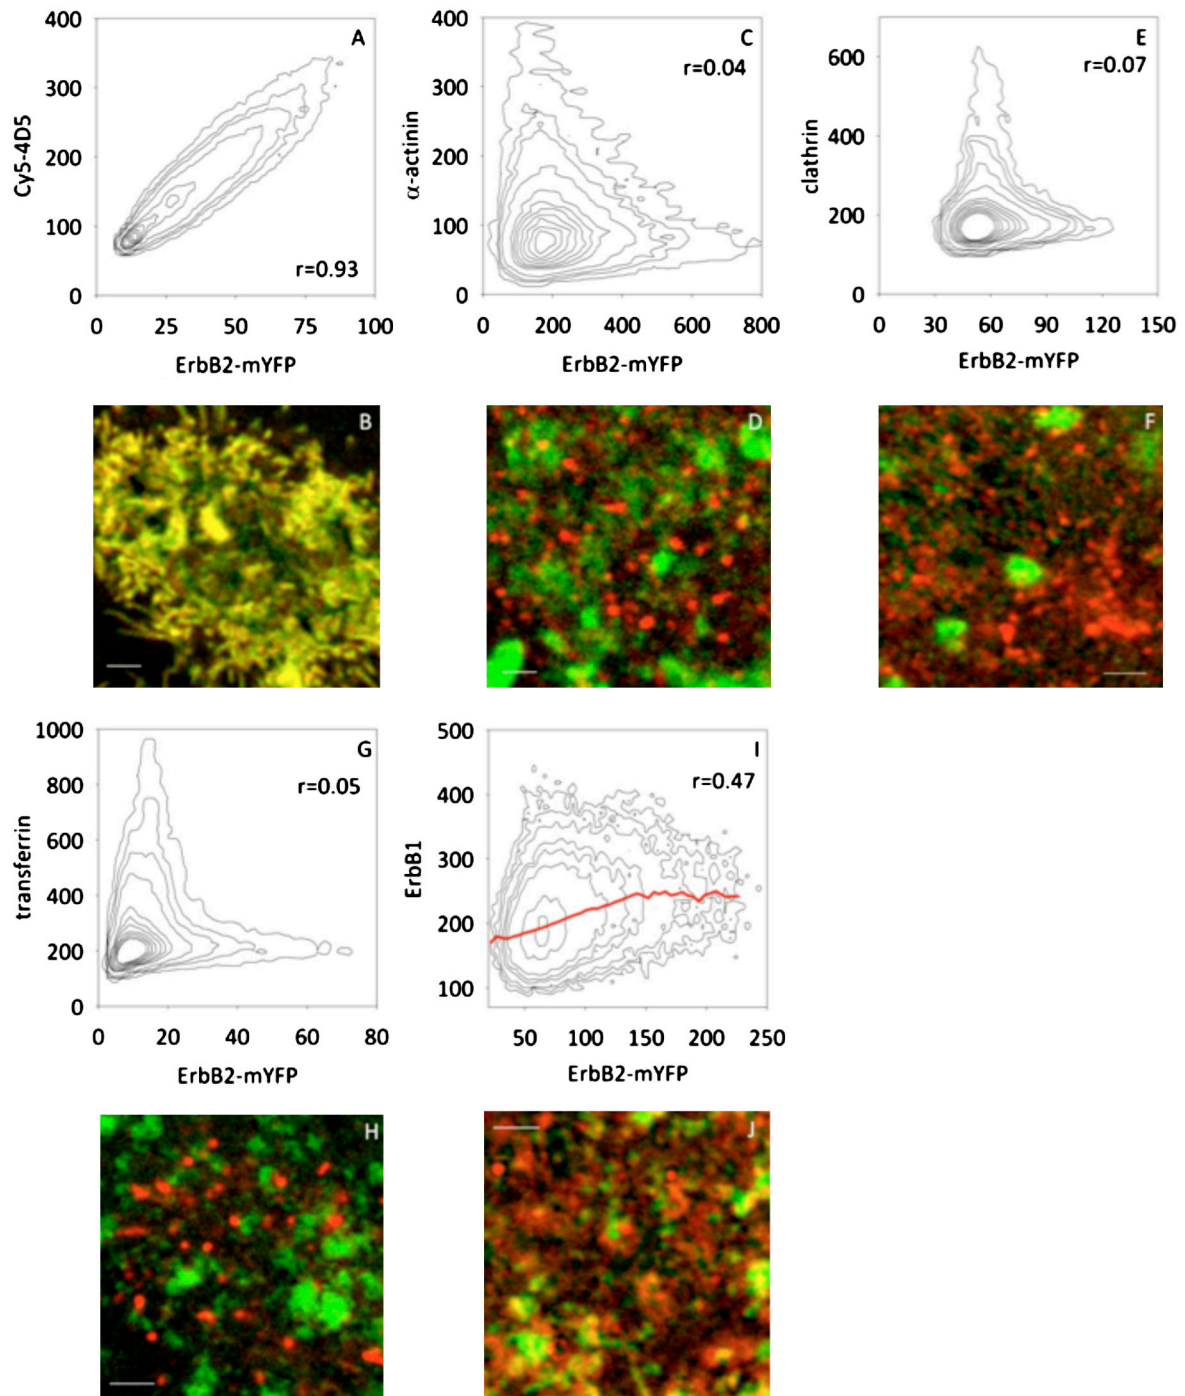 400
300
200
100
0
Cy5-4D5
A
r=0.93
0 25 50 75 100
ErbB2-mYFP
400
300
200
100
0
α-actinin
C
r=0.04
0 200 400 600 800
ErbB2-mYFP
600
400
200
0
clathrin
E
r=0.07
0 30 60 90 120 150
ErbB2-mYFP
B
D
F
1000
800
600
400
200
0
transferrin
G
r=0.05
0 20 40 60 80
ErbB2-mYFP
500
400
300
200
100
ErbB1
I
r=0.47
50 100 150 200 250
ErbB2-mYFP
H
J